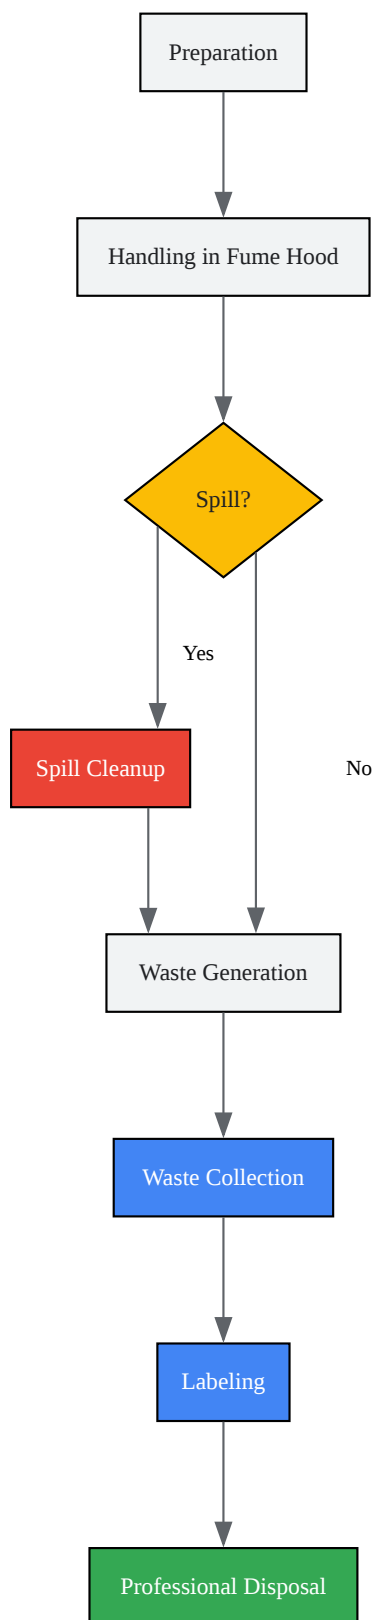 Preparation
Handling in Fume Hood
Spill?
Yes
Spill Cleanup
No
Waste Generation
Waste Collection
Labeling
Professional Disposal